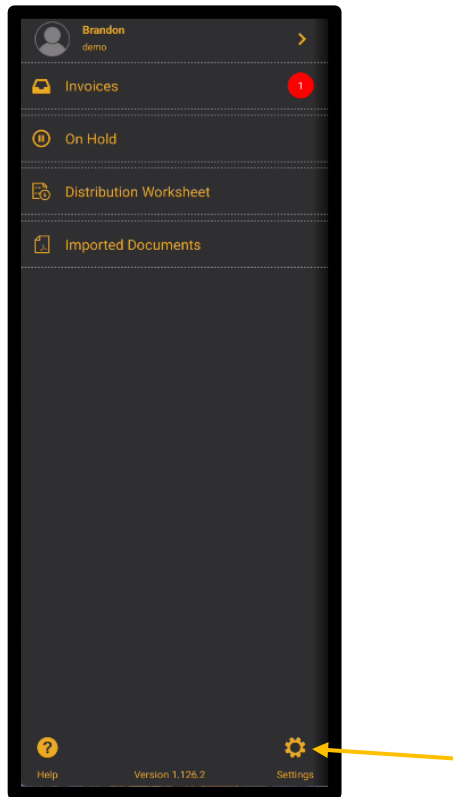 Brandon
demo
Invoices
1
On Hold
Distribution Worksheet
Imported Documents
?
Help
Version 1.126.2
Settings